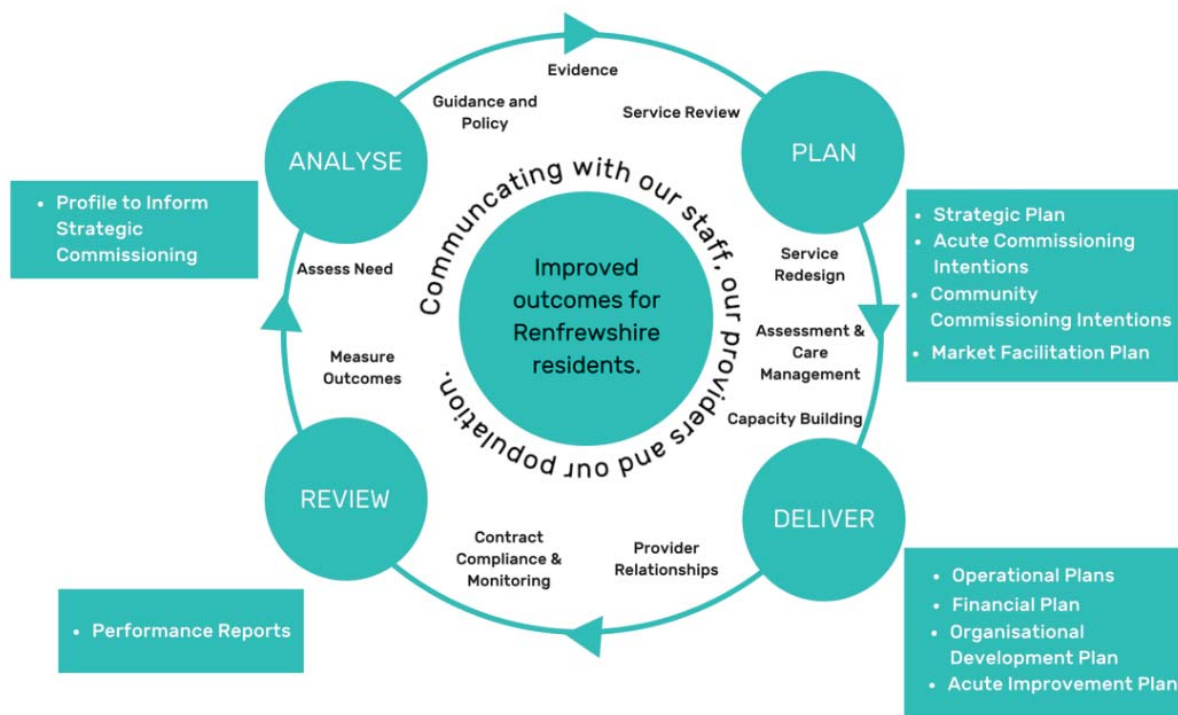 Evidence
Guidance and
Policy
Service Review
ANALYSE
PLAN
• Profile to Inform
Strategic
Commissioning
• Strategic Plan
• Acute Commissioning
Intentions
• Community
Commissioning Intentions
• Market Facilitation Plan
Assess Need
Service
Redesign
Communcating with our staff, our providers and our population.
Improved
outcomes for
Renfrewshire
residents.
Measure
Outcomes
Assessment &
Care
Management
Capacity Building
REVIEW
DELIVER
Contract
Compliance &
Monitoring
Provider
Relationships
• Performance Reports
• Operational Plans
• Financial Plan
• Organisational
Development Plan
• Acute Improvement Plan